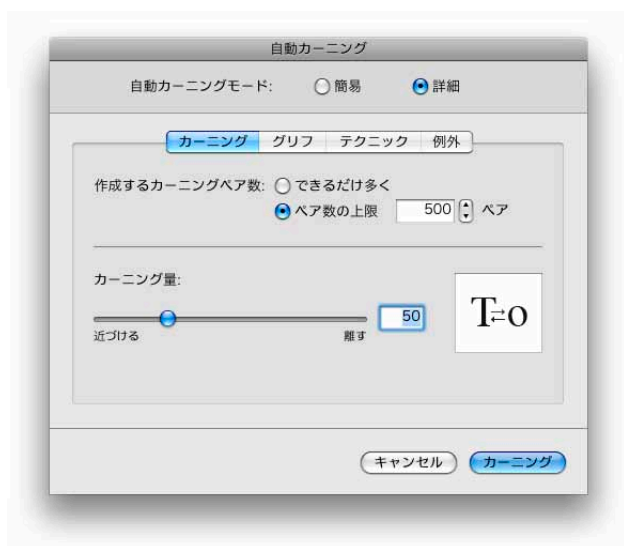 自動カーニング
自動カーニングモード: 簡易 詳細
カーニング グリフ テクニック 例外
作成するカーニングペア数: できるだけ多く
ペア数の上限 500 ペア
カーニング量:
50
T⇄o
近づける 離す
キャンセル カーニング